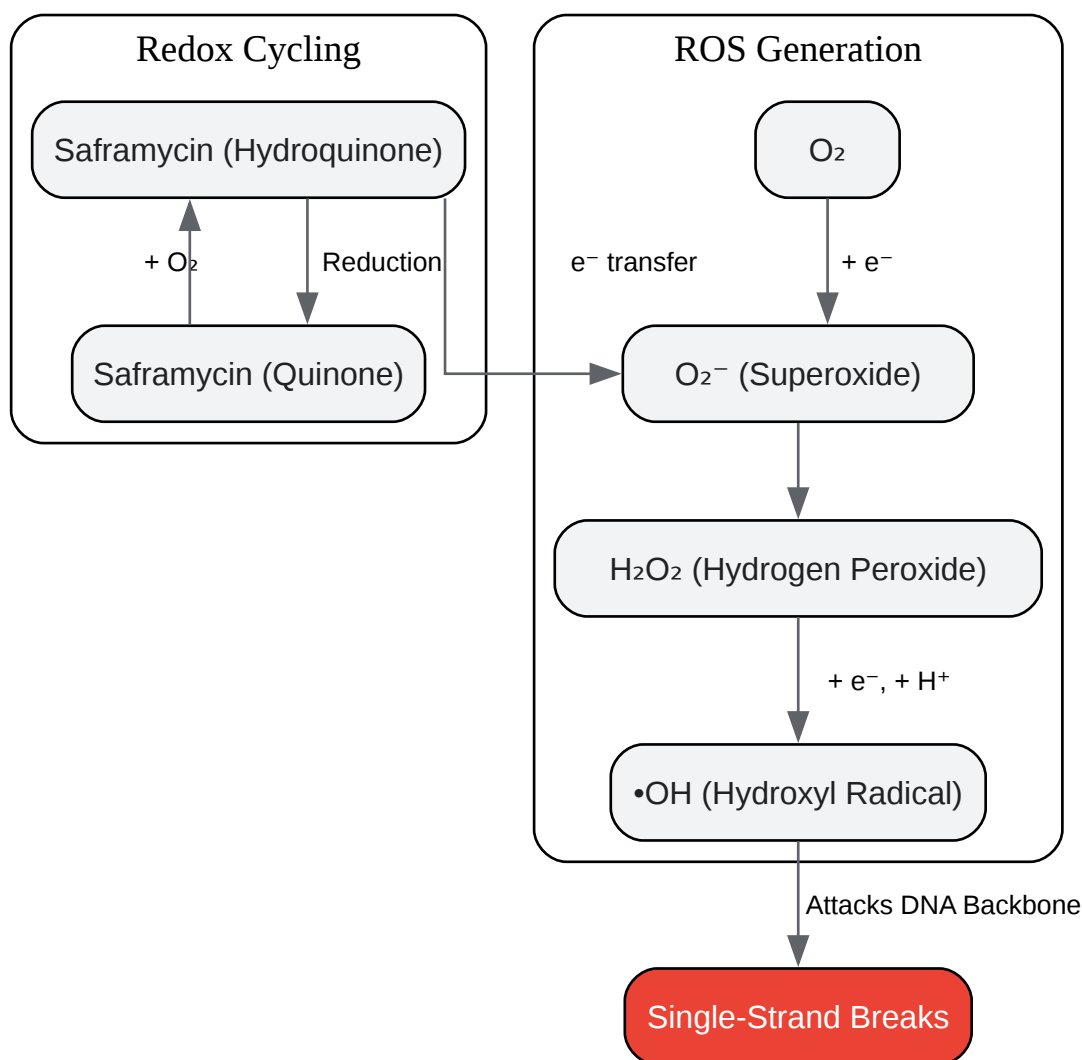 Redox Cycling
Saframycin (Hydroquinone)
+ O₂
Reduction
Saframycin (Quinone)
ROS Generation
O₂
e⁻ transfer
+ e⁻
O₂⁻ (Superoxide)
H₂O₂ (Hydrogen Peroxide)
+ e⁻, + H⁺
•OH (Hydroxyl Radical)
Attacks DNA Backbone
Single-Strand Breaks